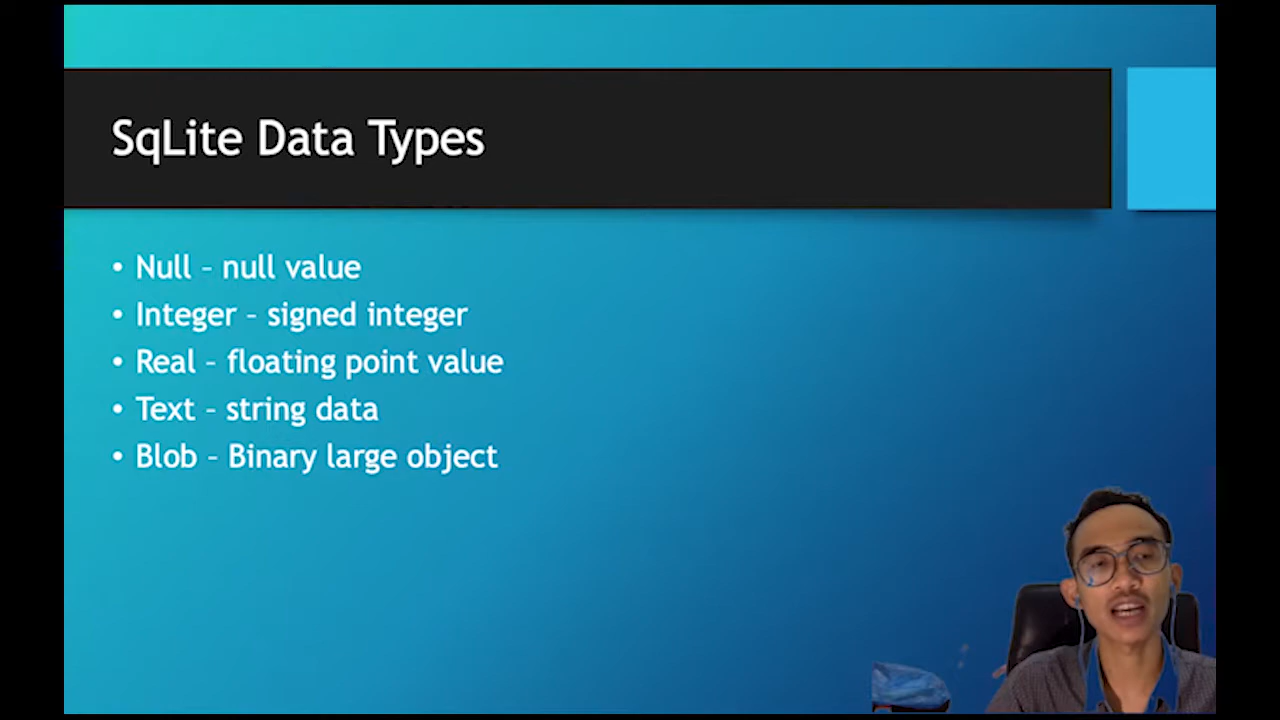 SqLite Data Types
• Null – null value
• Integer – signed integer
• Real – floating point value
• Text – string data
• Blob – Binary large object